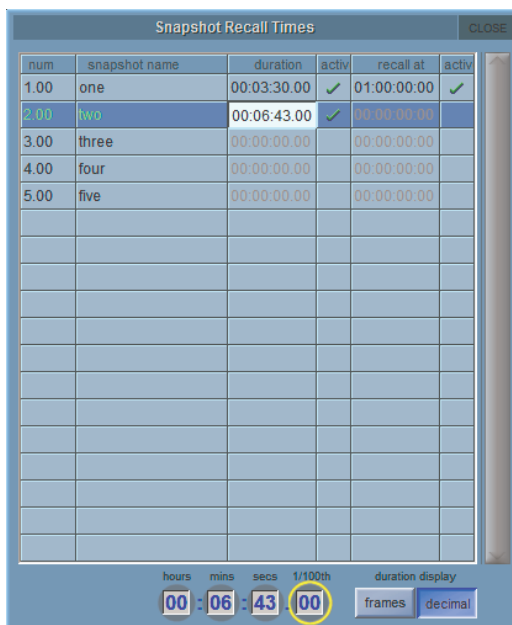 Snapshot Recall Times CLOSE
num snapshot name duration activ recall at activ
1.00 one 00:03:30.00 01:00:00:00
2.00 two 00:06:43.00 00:00:00:00
3.00 three 00:00:00.00 00:00:00:00
4.00 four 00:00:00.00 00:00:00:00
5.00 five 00:00:00.00 00:00:00:00
hours mins secs 1/100th duration display
00 : 06 : 43 . 00 frames decimal